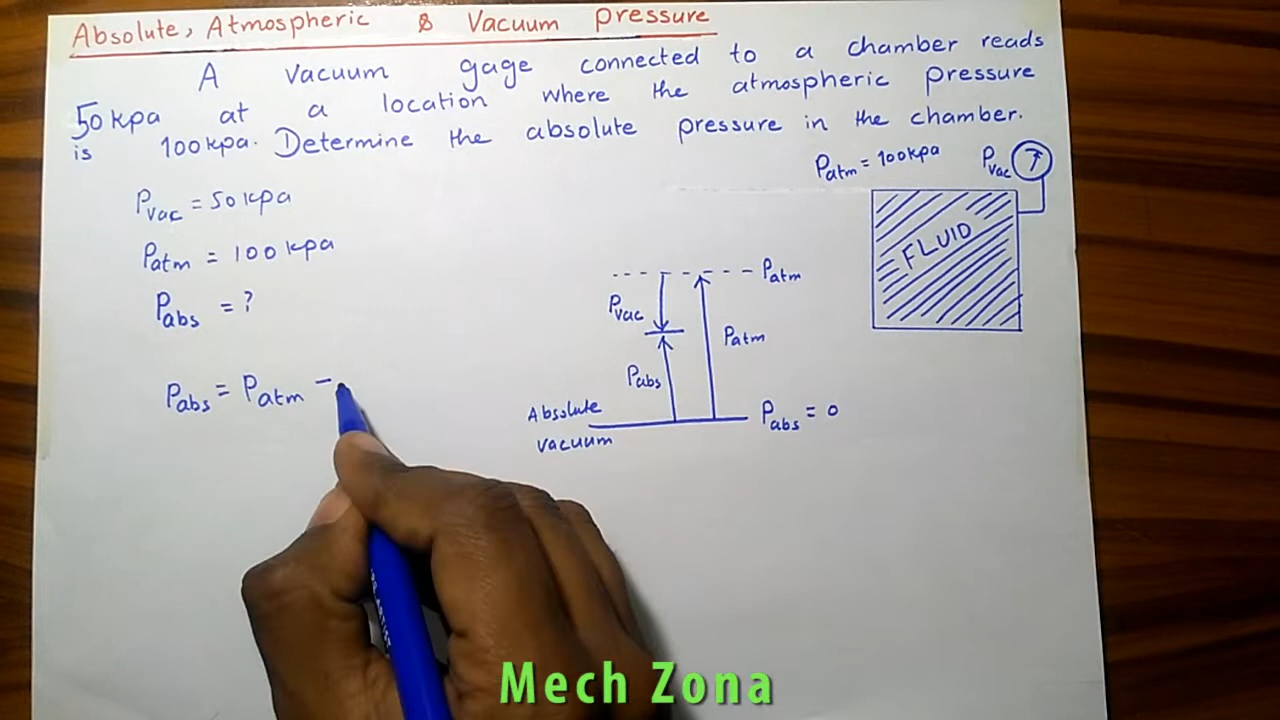 Absolute, Atmospheric & Vacuum Pressure
A vacuum gage connected to a chamber reads
50 kpa at a location where the atmospheric pressure
is 100 kpa. Determine the absolute pressure in the chamber.
Patm = 100kpa Pvac
FLUID
Pvac = 50 kpa
Patm = 100 kpa
Pabs = ?
Pabs = Patm -
Patm
Pvac
Patm
Pabs
Absolute
vacuum
Pabs = 0
Mech Zona